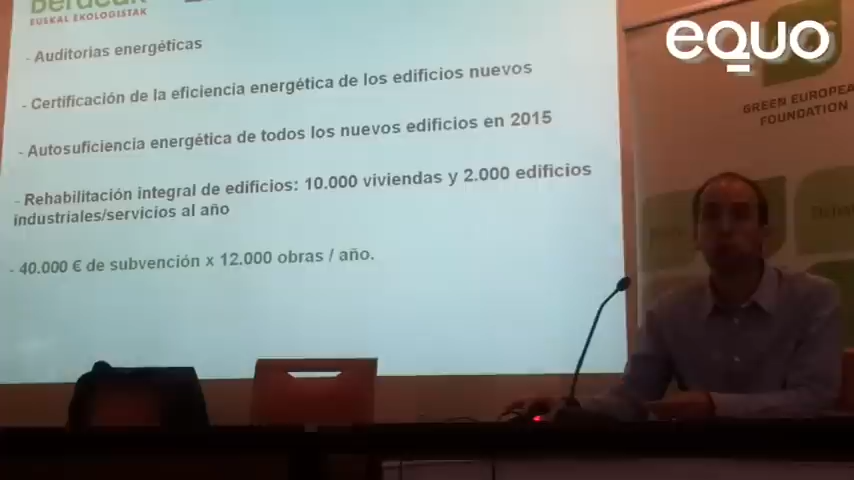 Berdeak
EUSKAL EKOLOGISTAK
- Auditorias energéticas
- Certificación de la eficiencia energética de los edificios nuevos
- Autosuficiencia energética de todos los nuevos edificios en 2015
- Rehabilitación integral de edificios: 10.000 viviendas y 2.000 edificios
industriales/servicios al año
- 40.000 € de subvención x 12.000 obras / año.
eQUO
GREEN EUROPEA
FOUNDATION